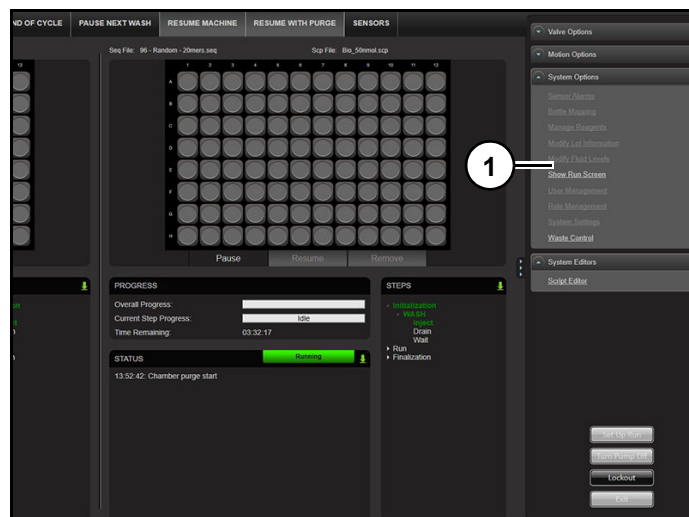 ND OF CYCLE PAUSE NEXT WASH RESUME MACHINE RESUME WITH PURGE SENSORS
Seq File: 96 - Random - 20mers.seq Scp File: Bio_50nmol.scp
12 1 2 3 4 5 6 7 8 9 10 11 12
A
B
C
D
E
F
G
H
Pause Resume Remove
PROGRESS
Overall Progress:
Current Step Progress: Idle
Time Remaining: 03:32:17
STATUS Running
13:52:42: Chamber purge start
STEPS
Initialization
WASH
Inject
Drain
Wait
Run
Finalization
Valve Options
Motion Options
System Options
Sensor Alarms
Bottle Mapping
Manage Reagents
Modify Lot Information
Modify Fluid Levels
Show Run Screen
User Management
Role Management
System Settings
Waste Control
System Editors
Script Editor
Set Up Run
Turn Pump Off
Lockout
Exit
1